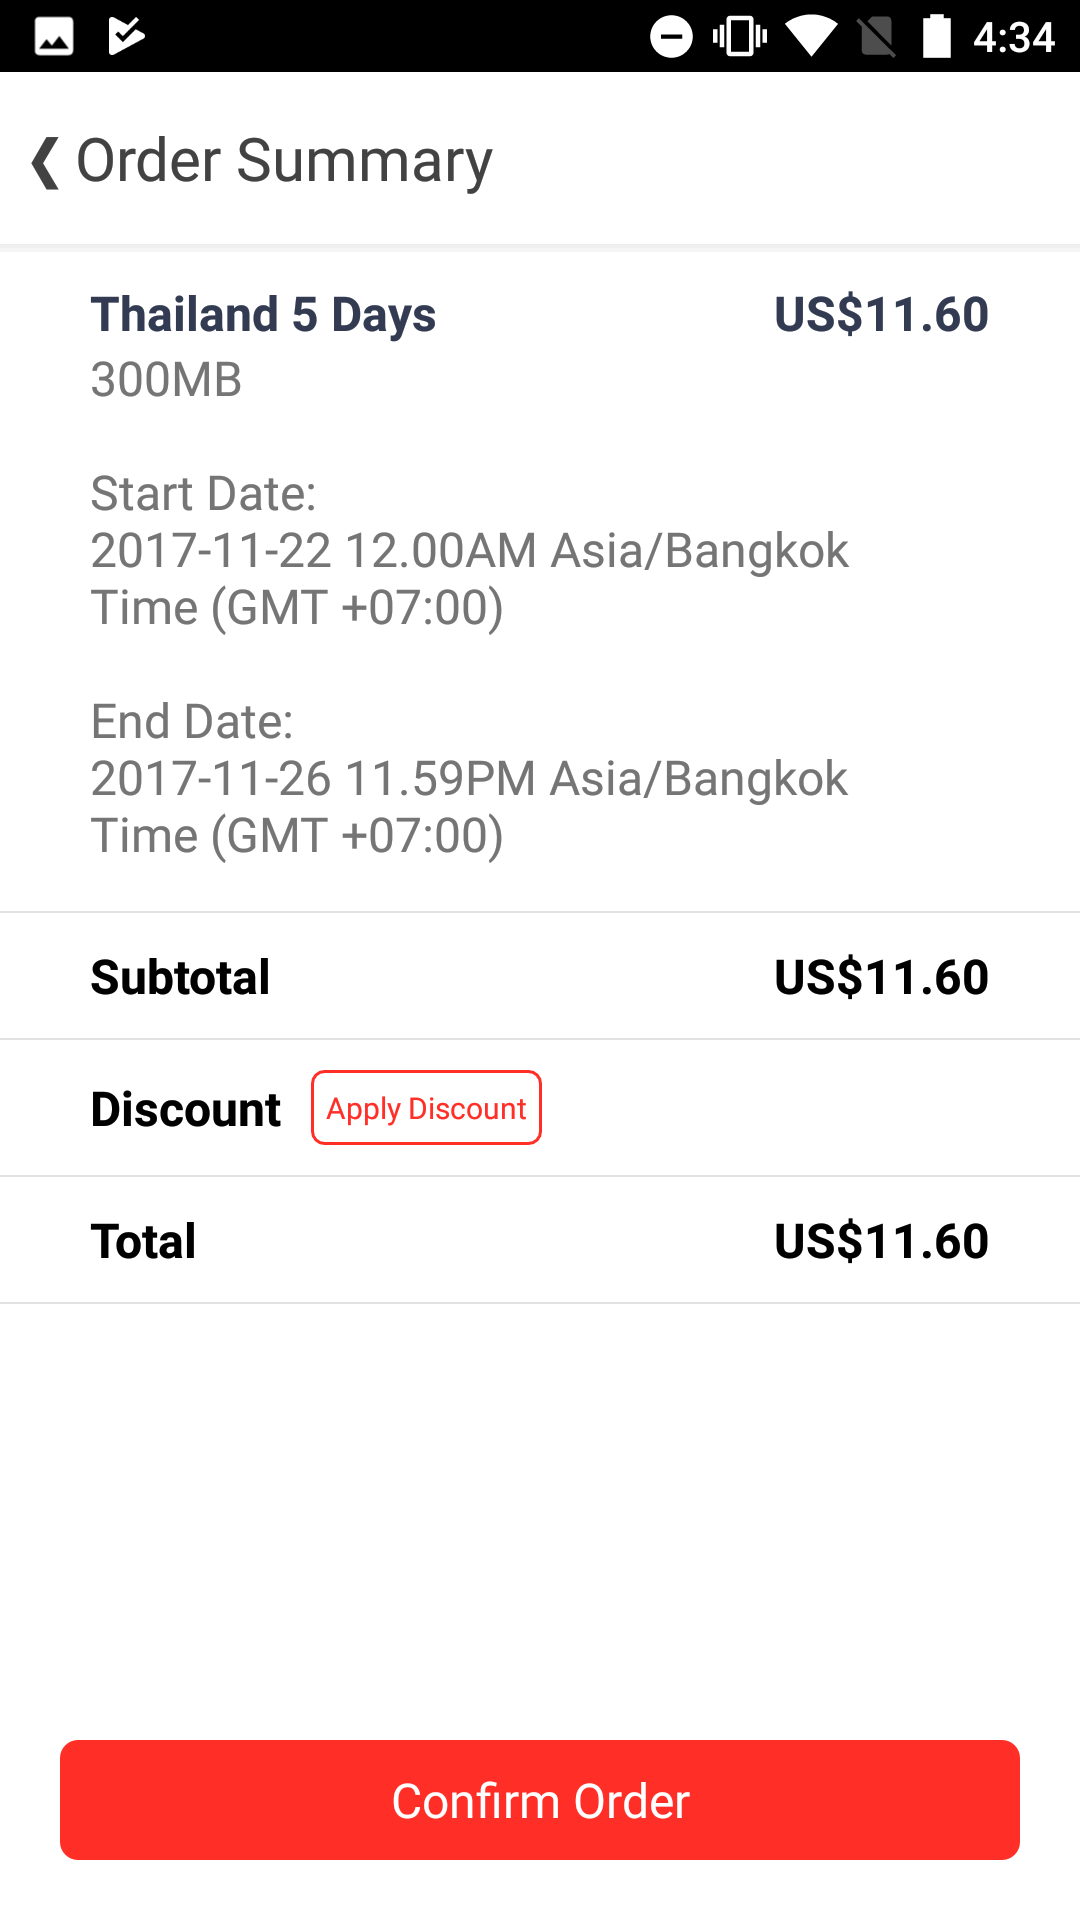 4:34
❮ Order Summary
Thailand 5 Days US$11.60
300MB
Start Date:
2017-11-22 12.00AM Asia/Bangkok
Time (GMT +07:00)
End Date:
2017-11-26 11.59PM Asia/Bangkok
Time (GMT +07:00)
Subtotal US$11.60
Discount Apply Discount
Total US$11.60
Confirm Order